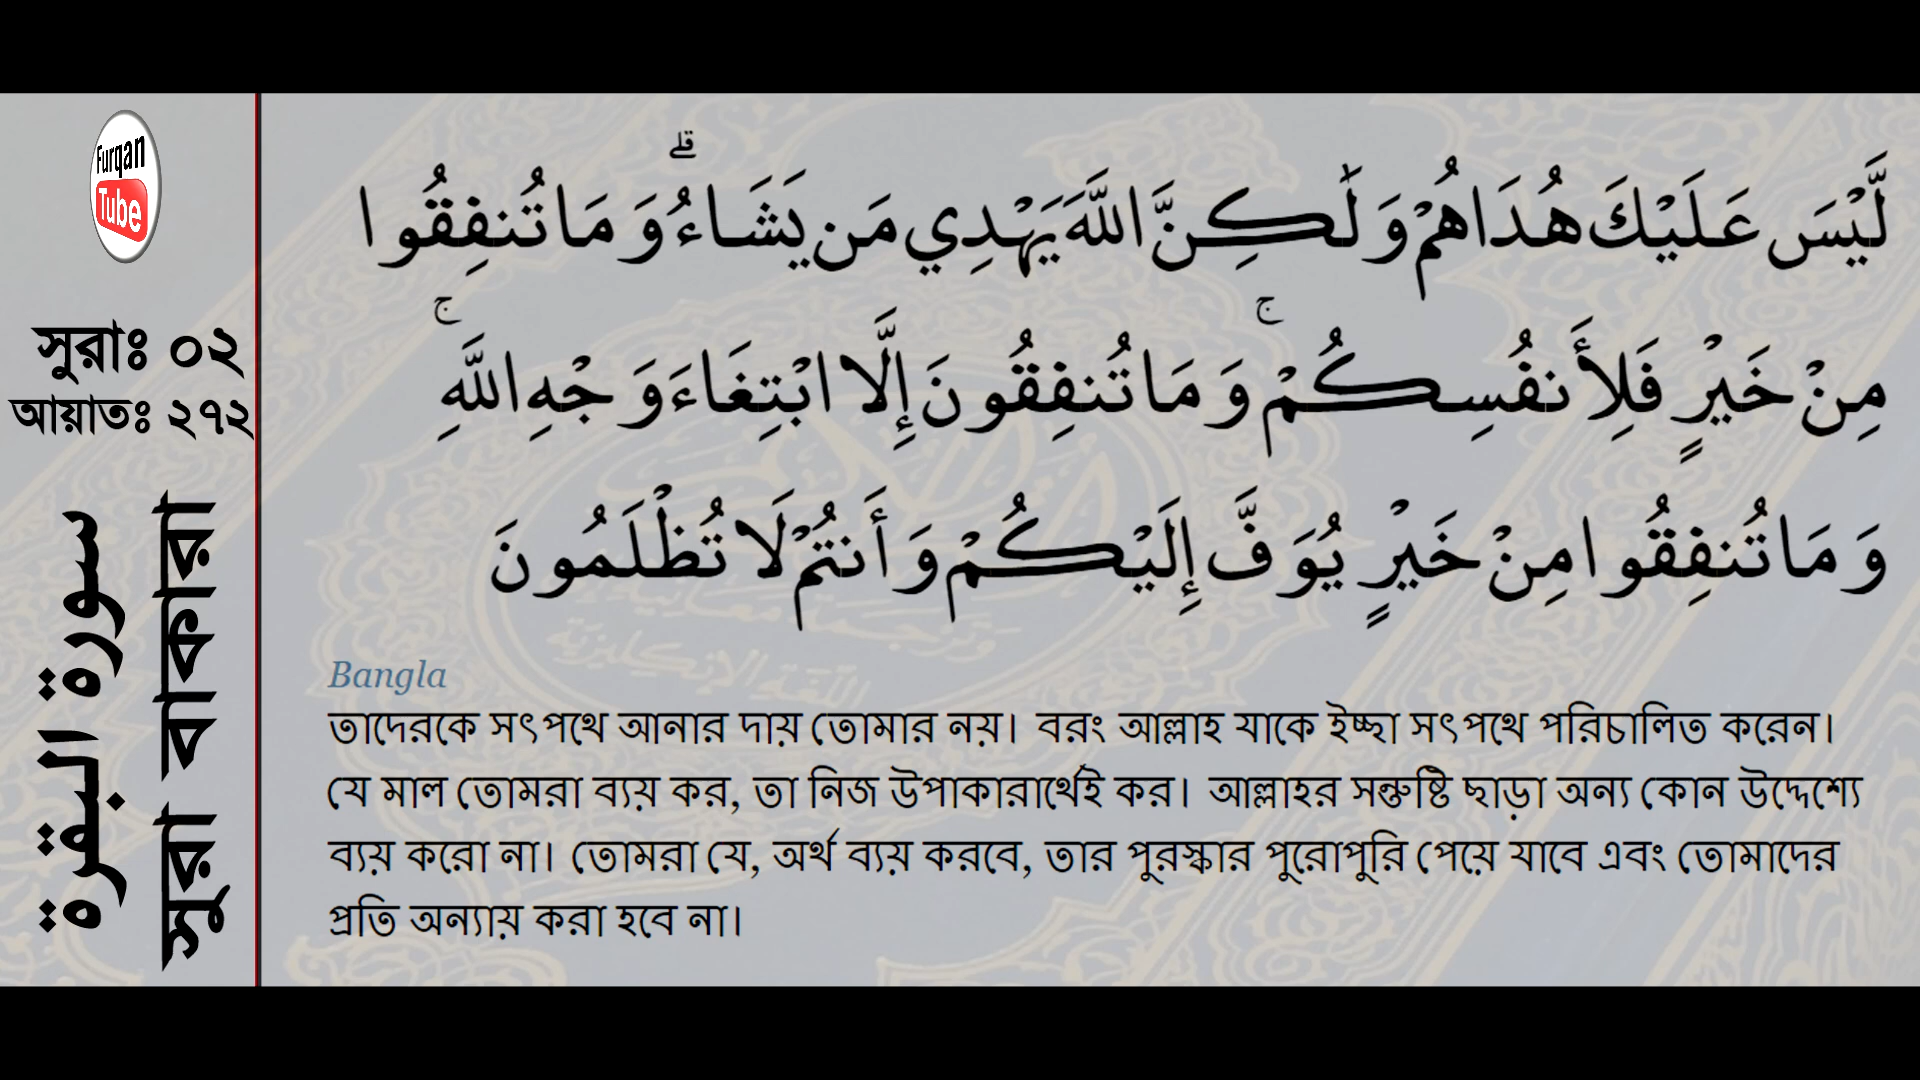 Furqan
Tube
সুরাঃ ০২
আয়াতঃ ২৭২
سورة البقرة
সুরা বাকারা
لَّيْسَ عَلَيْكَ هُدَاهُمْ وَلَٰكِنَّ اللَّهَ يَهْدِي مَن يَشَاءُ ۗ وَمَا تُنفِقُوا
مِنْ خَيْرٍ فَلِأَنفُسِكُمْ ۚ وَمَا تُنفِقُونَ إِلَّا ابْتِغَاءَ وَجْهِ اللَّهِ ۚ
وَمَا تُنفِقُوا مِنْ خَيْرٍ يُوَفَّ إِلَيْكُمْ وَأَنتُمْ لَا تُظْلَمُونَ
Bangla
তাদেরকে সৎপথে আনার দায় তোমার নয়। বরং আল্লাহ যাকে ইচ্ছা সৎপথে পরিচালিত করেন।
যে মাল তোমরা ব্যয় কর, তা নিজ উপাকারার্থেই কর। আল্লাহর সন্তুষ্টি ছাড়া অন্য কোন উদ্দেশ্যে
ব্যয় করো না। তোমরা যে, অর্থ ব্যয় করবে, তার পুরস্কার পুরোপুরি পেয়ে যাবে এবং তোমাদের
প্রতি অন্যায় করা হবে না।